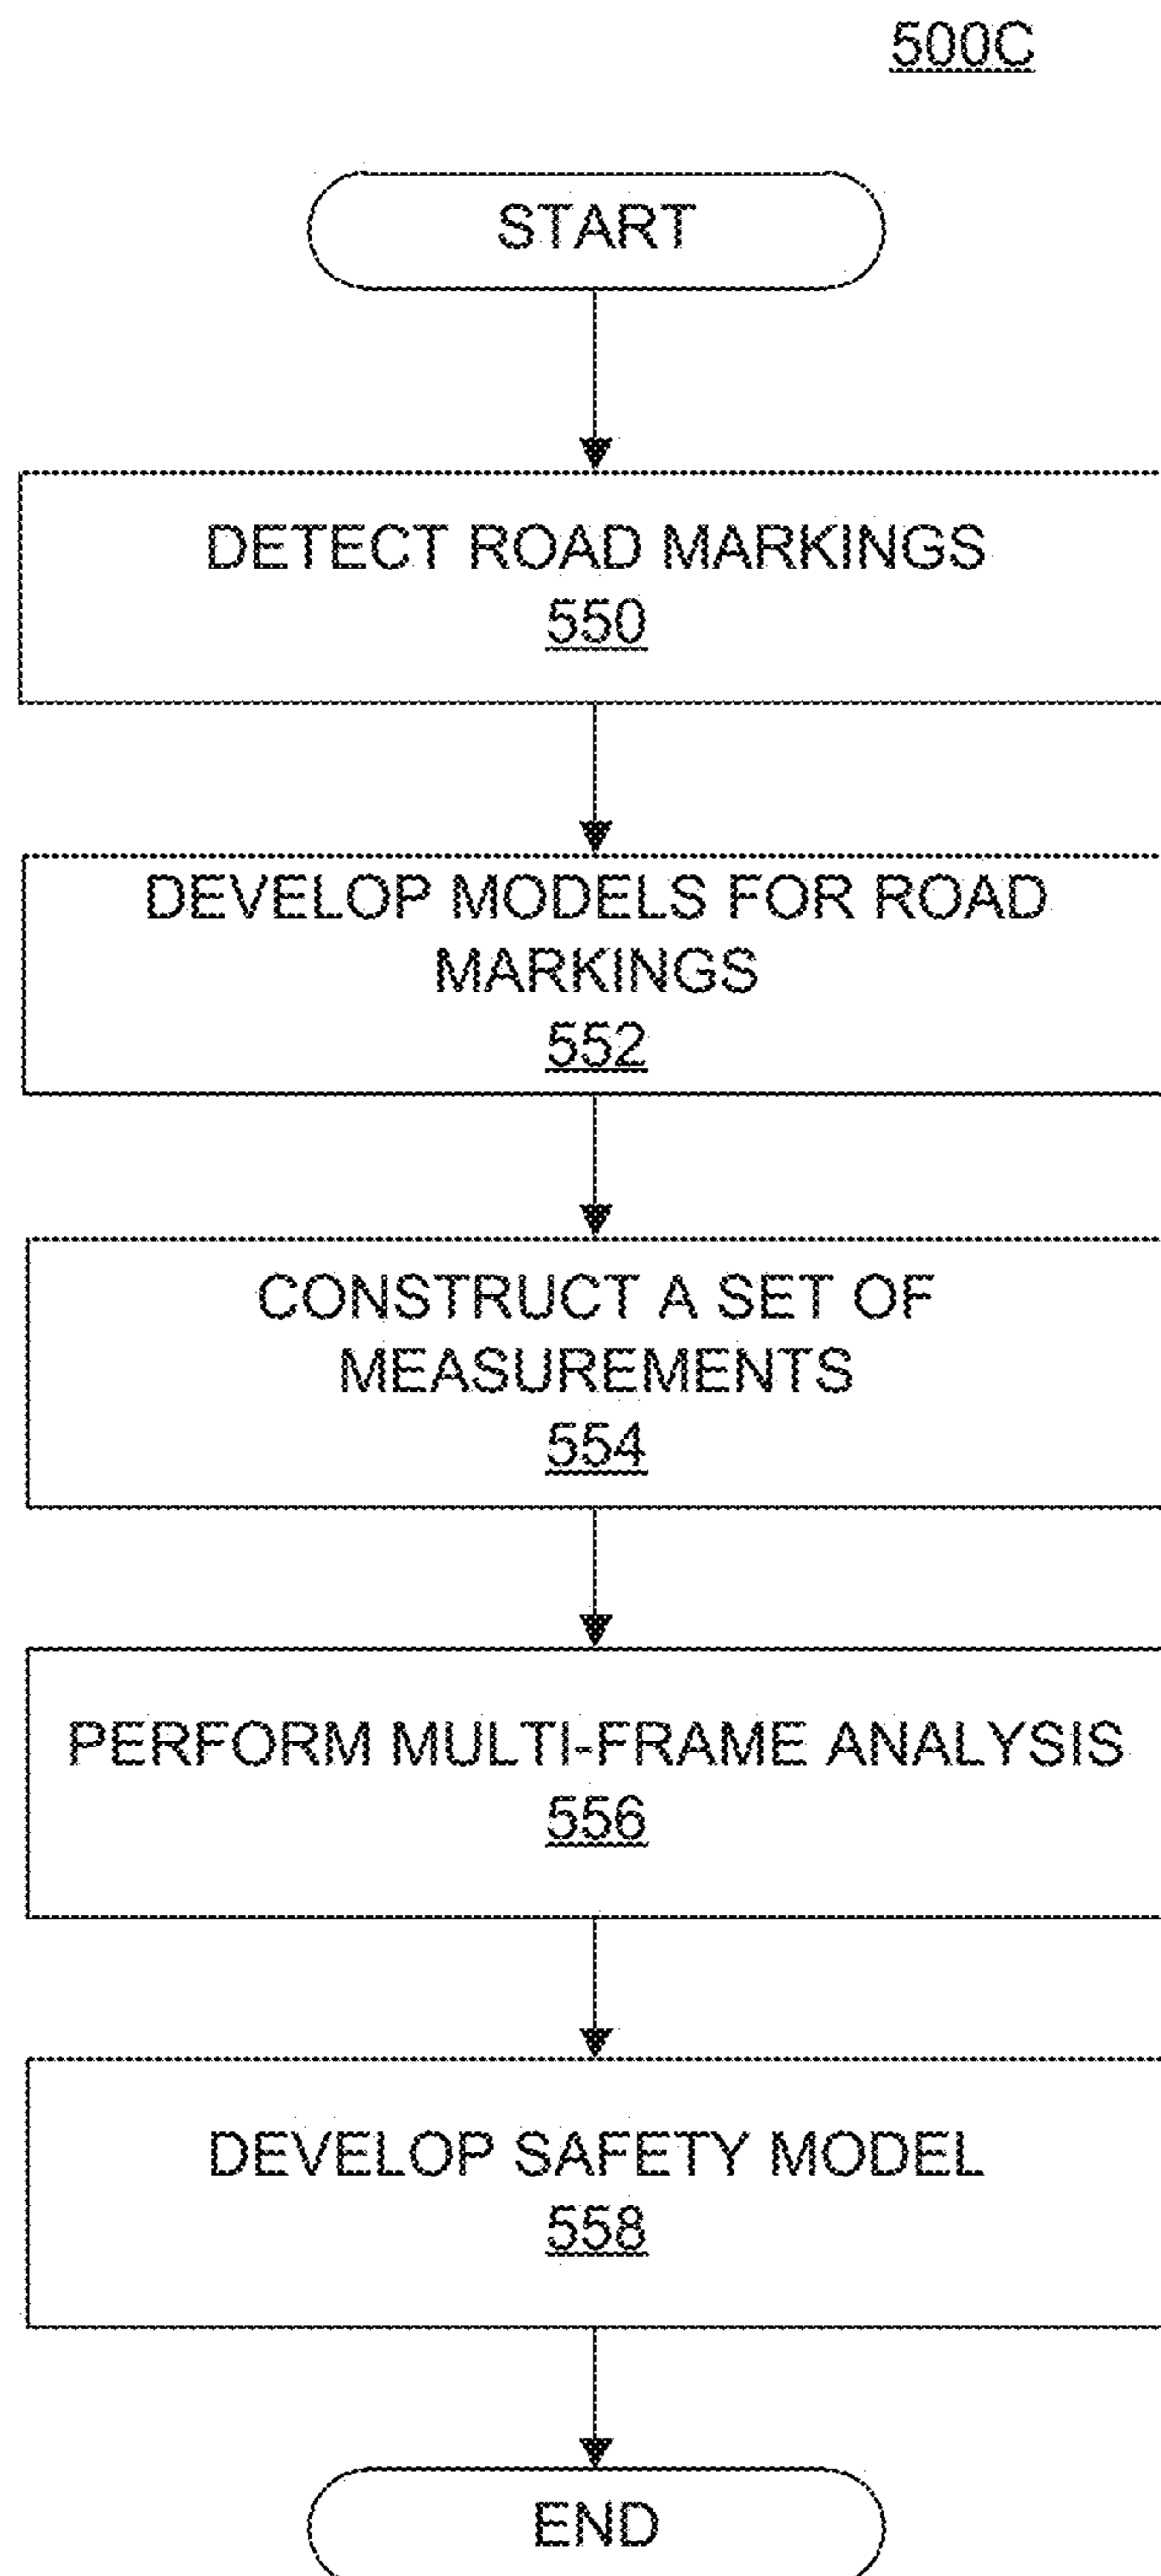 500C
START
DETECT ROAD MARKINGS
550
DEVELOP MODELS FOR ROAD
MARKINGS
552
CONSTRUCT A SET OF
MEASUREMENTS
554
PERFORM MULTI-FRAME ANALYSIS
556
DEVELOP SAFETY MODEL
558
END